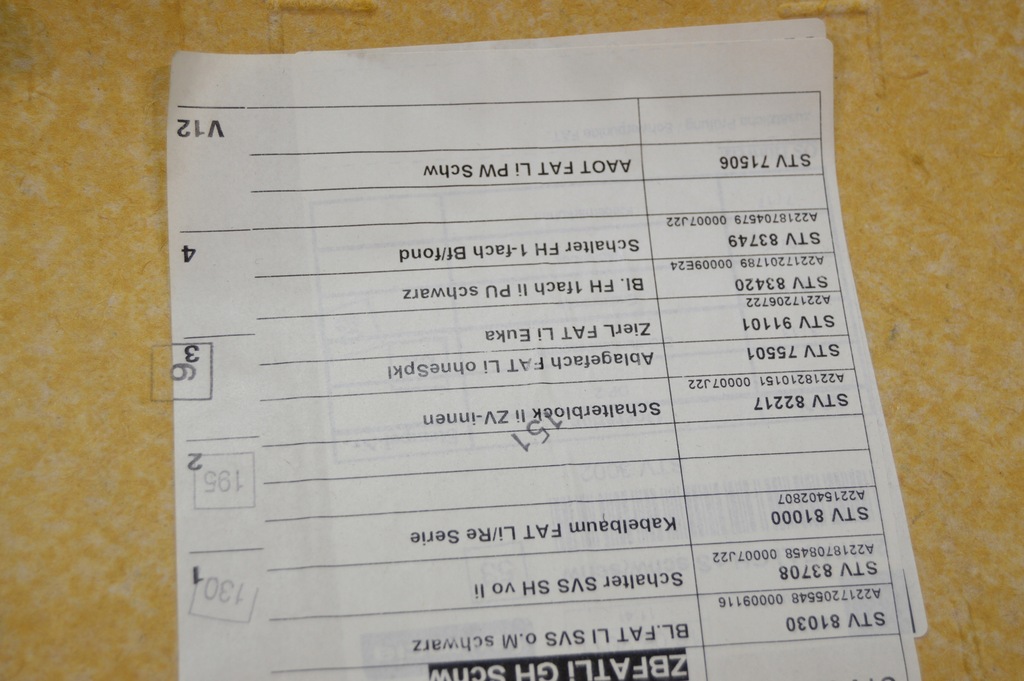 ZBFATLi GH Schw
STV 81030 BL.FAT LI SVS o.M schwarz
A2217205548 00009116
STV 83708 Schalter SVS SH vo li 1
A2218708458 00007J22
130
STV 81000 Kabelbaum FAT Li/Re Serie
A2215402807
195
2
151
STV 82217 Schalterblock li ZV-innen
A2218210151 00007J22
STV 75501 Ablagefach FAT Li ohneSpkl 3
STV 91101 ZierL FAT Li Euka
A2217206722
STV 83420 Bl. FH 1fach li PU schwarz
A2217201789 00009E24
STV 83749 Schalter FH 1-fach Bf/fond 4
A2218704579 00007J22
STV 71506 AAOT FAT Li PW Schw
V12